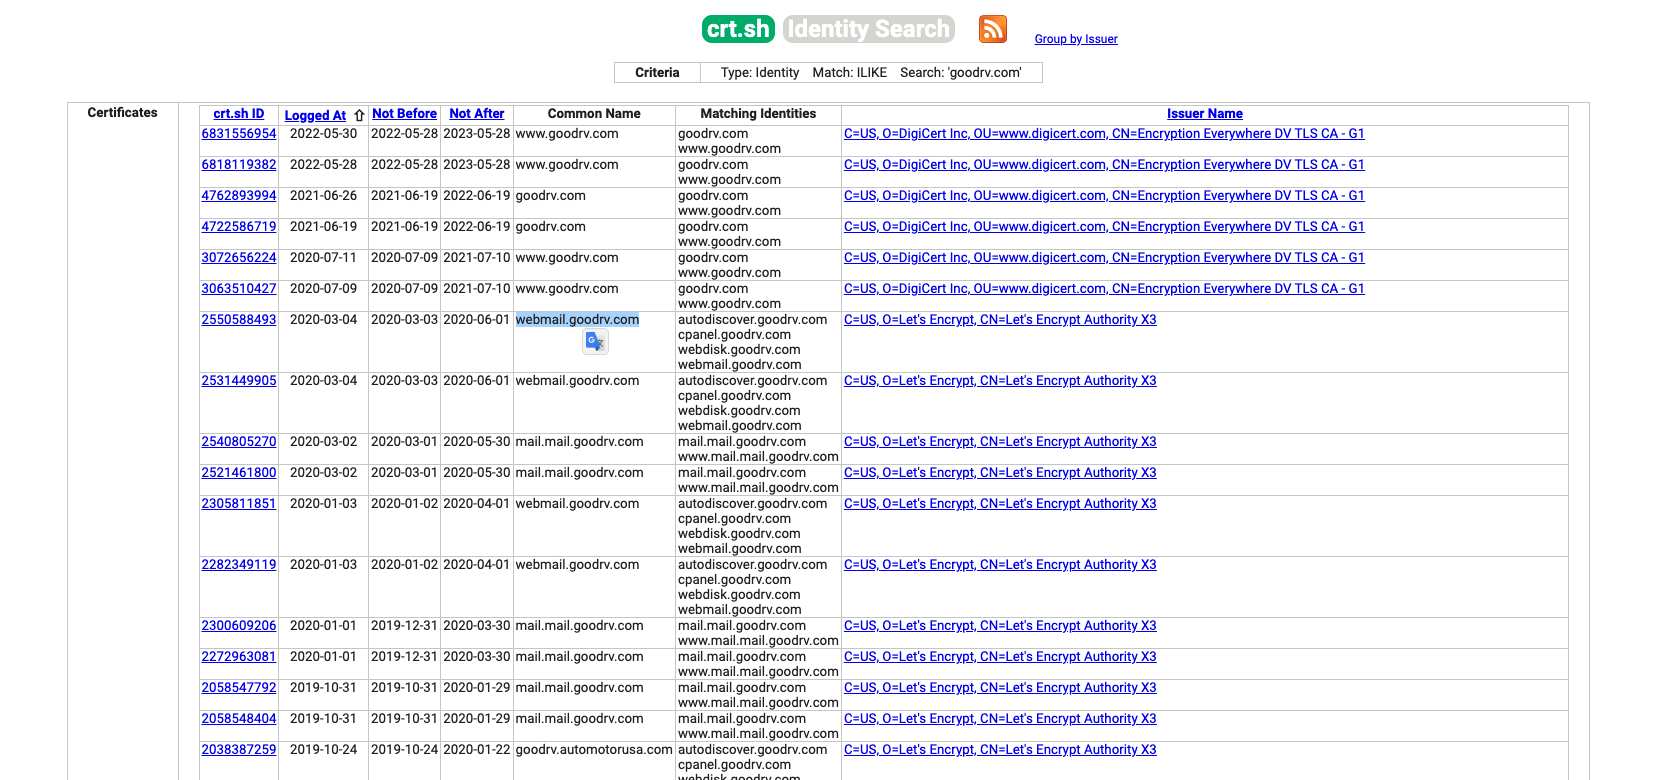 crt.sh Identity Search Group by Issuer
Criteria Type: Identity Match: ILIKE Search: 'goodrv.com'
Certificates crt.sh ID Logged At ⇧ Not Before Not After Common Name Matching Identities Issuer Name
6831556954 2022-05-30 2022-05-28 2023-05-28 www.goodrv.com goodrv.com C=US, O=DigiCert Inc, OU=www.digicert.com, CN=Encryption Everywhere DV TLS CA - G1
www.goodrv.com
6818119382 2022-05-28 2022-05-28 2023-05-28 www.goodrv.com goodrv.com C=US, O=DigiCert Inc, OU=www.digicert.com, CN=Encryption Everywhere DV TLS CA - G1
www.goodrv.com
4762893994 2021-06-26 2021-06-19 2022-06-19 goodrv.com goodrv.com C=US, O=DigiCert Inc, OU=www.digicert.com, CN=Encryption Everywhere DV TLS CA - G1
www.goodrv.com
4722586719 2021-06-19 2021-06-19 2022-06-19 goodrv.com goodrv.com C=US, O=DigiCert Inc, OU=www.digicert.com, CN=Encryption Everywhere DV TLS CA - G1
www.goodrv.com
3072656224 2020-07-11 2020-07-09 2021-07-10 www.goodrv.com goodrv.com C=US, O=DigiCert Inc, OU=www.digicert.com, CN=Encryption Everywhere DV TLS CA - G1
www.goodrv.com
3063510427 2020-07-09 2020-07-09 2021-07-10 www.goodrv.com goodrv.com C=US, O=DigiCert Inc, OU=www.digicert.com, CN=Encryption Everywhere DV TLS CA - G1
www.goodrv.com
2550588493 2020-03-04 2020-03-03 2020-06-01 webmail.goodrv.com autodiscover.goodrv.com C=US, O=Let's Encrypt, CN=Let's Encrypt Authority X3
cpanel.goodrv.com
webdisk.goodrv.com
webmail.goodrv.com
2531449905 2020-03-04 2020-03-03 2020-06-01 webmail.goodrv.com autodiscover.goodrv.com C=US, O=Let's Encrypt, CN=Let's Encrypt Authority X3
cpanel.goodrv.com
webdisk.goodrv.com
webmail.goodrv.com
2540805270 2020-03-02 2020-03-01 2020-05-30 mail.mail.goodrv.com mail.mail.goodrv.com C=US, O=Let's Encrypt, CN=Let's Encrypt Authority X3
www.mail.mail.goodrv.com
2521461800 2020-03-02 2020-03-01 2020-05-30 mail.mail.goodrv.com mail.mail.goodrv.com C=US, O=Let's Encrypt, CN=Let's Encrypt Authority X3
www.mail.mail.goodrv.com
2305811851 2020-01-03 2020-01-02 2020-04-01 webmail.goodrv.com autodiscover.goodrv.com C=US, O=Let's Encrypt, CN=Let's Encrypt Authority X3
cpanel.goodrv.com
webdisk.goodrv.com
webmail.goodrv.com
2282349119 2020-01-03 2020-01-02 2020-04-01 webmail.goodrv.com autodiscover.goodrv.com C=US, O=Let's Encrypt, CN=Let's Encrypt Authority X3
cpanel.goodrv.com
webdisk.goodrv.com
webmail.goodrv.com
2300609206 2020-01-01 2019-12-31 2020-03-30 mail.mail.goodrv.com mail.mail.goodrv.com C=US, O=Let's Encrypt, CN=Let's Encrypt Authority X3
www.mail.mail.goodrv.com
2272963081 2020-01-01 2019-12-31 2020-03-30 mail.mail.goodrv.com mail.mail.goodrv.com C=US, O=Let's Encrypt, CN=Let's Encrypt Authority X3
www.mail.mail.goodrv.com
2058547792 2019-10-31 2019-10-31 2020-01-29 mail.mail.goodrv.com mail.mail.goodrv.com C=US, O=Let's Encrypt, CN=Let's Encrypt Authority X3
www.mail.mail.goodrv.com
2058548404 2019-10-31 2019-10-31 2020-01-29 mail.mail.goodrv.com mail.mail.goodrv.com C=US, O=Let's Encrypt, CN=Let's Encrypt Authority X3
www.mail.mail.goodrv.com
2038387259 2019-10-24 2019-10-24 2020-01-22 goodrv.automotorusa.com autodiscover.goodrv.com C=US, O=Let's Encrypt, CN=Let's Encrypt Authority X3
cpanel.goodrv.com
webdisk.goodrv.com